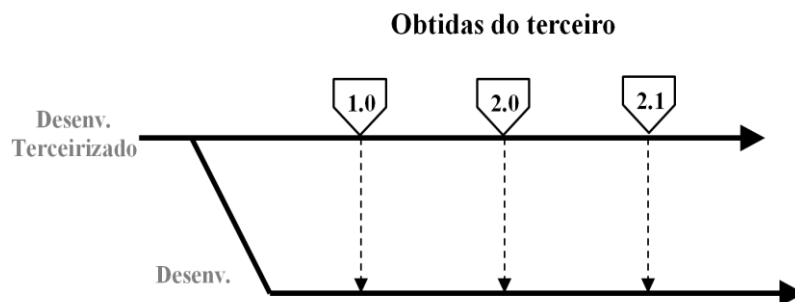 Obtidas do terceiro
1.0
2.0
2.1
Desenv.
Terceirizado
Desenv.